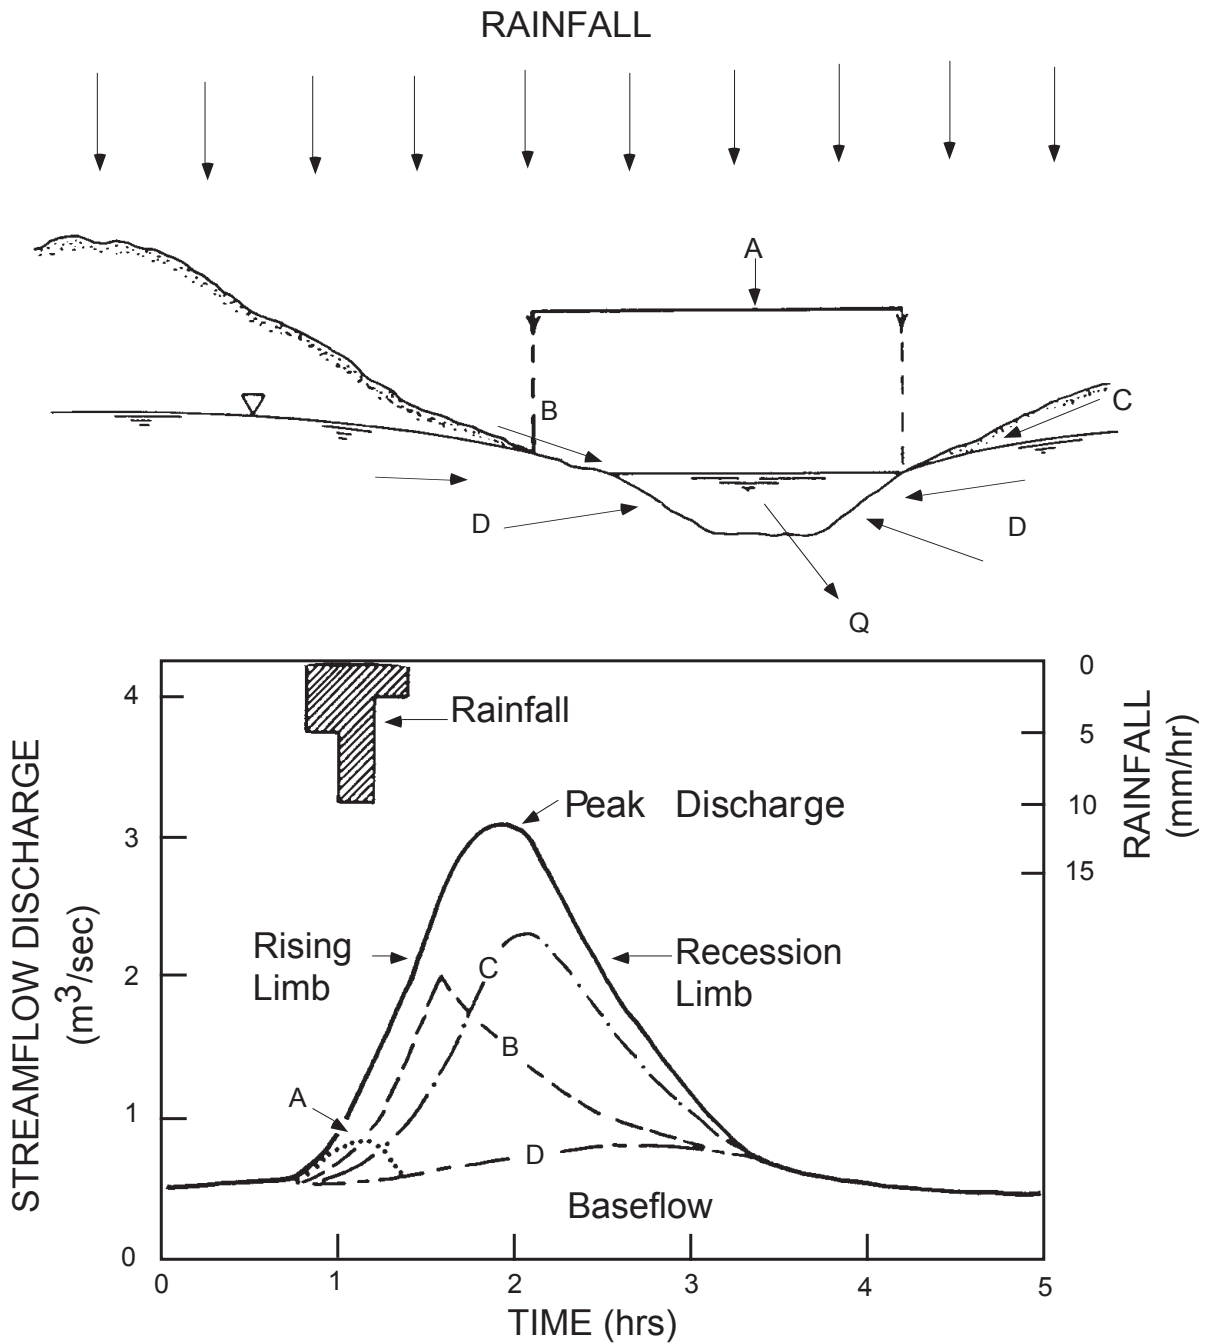 RAINFALL
A
B
C
D
D
Q
0
4
Rainfall
5
Peak Discharge
10
3
15
RAINFALL
(mm/hr)
STREAMFLOW DISCHARGE
(m³/sec)
Rising
Limb
C
Recession
Limb
2
B
A
1
D
Baseflow
0
0
1
2
3
4
5
TIME (hrs)